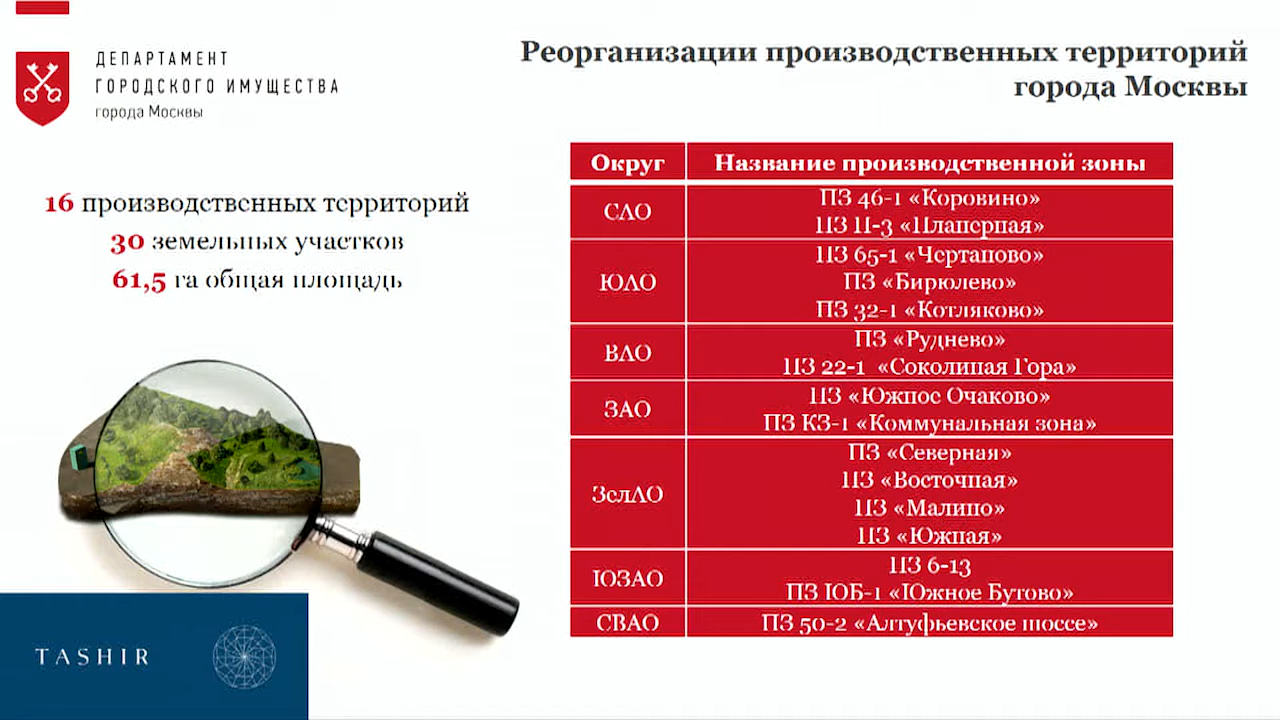 ДЕПАРТАМЕНТ
ГОРОДСКОГО ИМУЩЕСТВА
города Москвы
Реорганизации производственных территорий
города Москвы
16 производственных территорий
30 земельных участков
61,5 га общая площадь
Округ Название производственной зоны
САО
ПЗ 46-1 «Коровино»
ПЗ П-3 «Планерная»
ЮАО
ПЗ 65-1 «Чертаново»
ПЗ «Бирюлево»
ПЗ 32-1 «Котляково»
ВАО
ПЗ «Руднево»
ПЗ 22-1 «Соколиная Гора»
ЗАО
ПЗ «Южное Очаково»
ПЗ КЗ-1 «Коммунальная зона»
ЗелАО
ПЗ «Северная»
ПЗ «Восточная»
ПЗ «Малино»
ПЗ «Южная»
ЮЗАО
ПЗ 6-13
ПЗ ЮБ-1 «Южное Бутово»
СВАО
ПЗ 50-2 «Алтуфьевское шоссе»
TASHIR